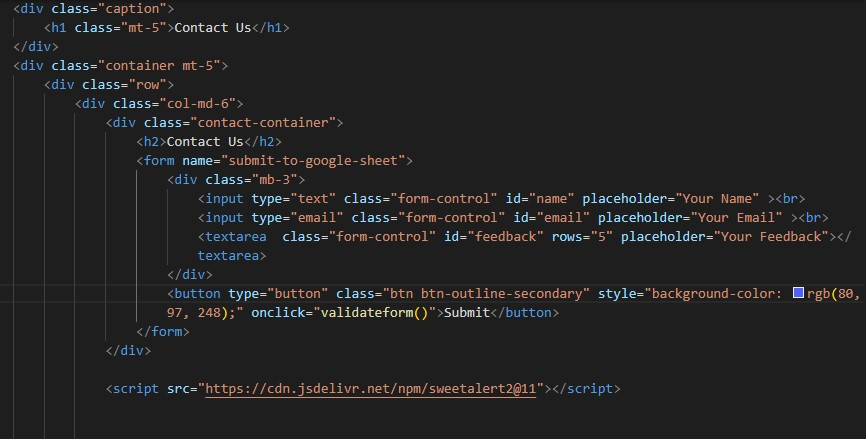 <div class="caption">
<h1 class="mt-5">Contact Us</h1>
</div>
<div class="container mt-5">
<div class="row">
<div class="col-md-6">
<div class="contact-container">
<h2>Contact Us</h2>
<form name="submit-to-google-sheet">
<div class="mb-3">
<input type="text" class="form-control" id="name" placeholder="Your Name" ><br>
<input type="email" class="form-control" id="email" placeholder="Your Email" ><br>
<textarea  class="form-control" id="feedback" rows="5" placeholder="Your Feedback"></
textarea>
</div>
<button type="button" class="btn btn-outline-secondary" style="background-color: rgb(80,
97, 248);" onclick="validateform()">Submit</button>
</form>
</div>
<script src="https://cdn.jsdelivr.net/npm/sweetalert2@11"></script>